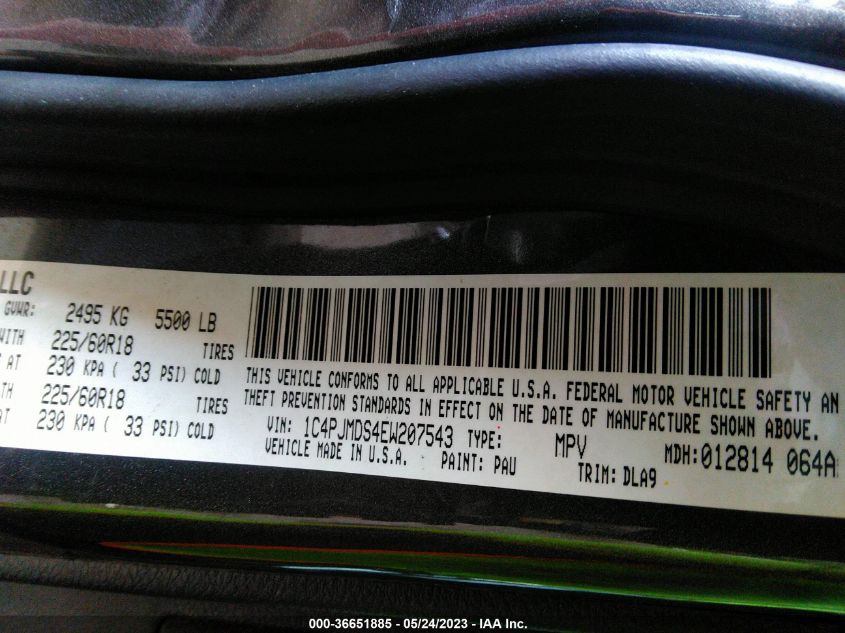 LLC
GVWR: 2495 KG 5500 LB
WITH 225/60R18 TIRES
AT 230 KPA ( 33 PSI) COLD
TH 225/60R18 TIRES
AT 230 KPA ( 33 PSI) COLD
THIS VEHICLE CONFORMS TO ALL APPLICABLE U.S.A. FEDERAL MOTOR VEHICLE SAFETY AN
THEFT PREVENTION STANDARDS IN EFFECT ON THE DATE OF MANUFACTURE SHOWN ABOVE.
VIN: 1C4PJMDS4EW207543 TYPE: MPV MDH:012814 064A
VEHICLE MADE IN U.S.A. PAINT: PAU TRIM: DLA9
000-36651885 - 05/24/2023 - IAA Inc.